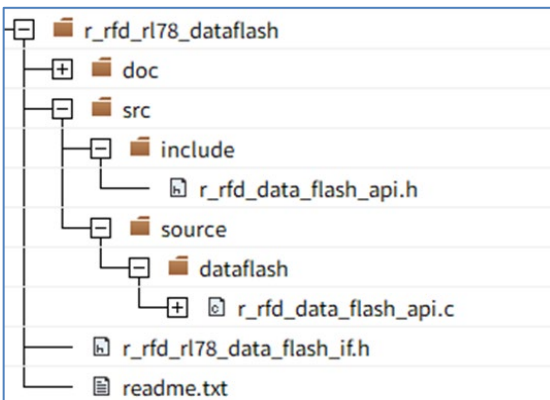 r_rfd_rl78_dataflash
doc
src
include
r_rfd_data_flash_api.h
source
dataflash
r_rfd_data_flash_api.c
r_rfd_rl78_data_flash_if.h
readme.txt